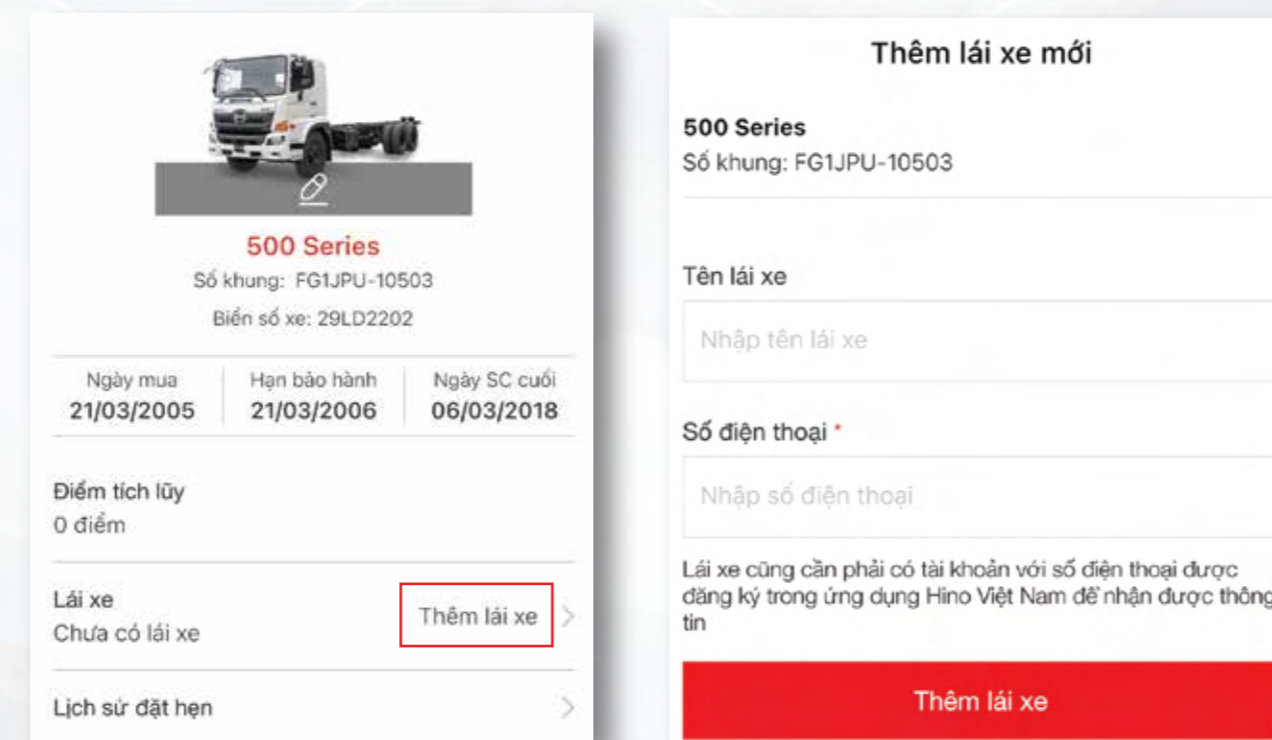 500 Series
Số khung: FG1JPU-10503
Biển số xe: 29LD2202
Ngày mua Hạn bảo hành Ngày SC cuối
21/03/2005 21/03/2006 06/03/2018
Điểm tích lũy
0 điểm
Lái xe
Chưa có lái xe
Thêm lái xe
Lịch sử đặt hẹn
Thêm lái xe mới
500 Series
Số khung: FG1JPU-10503
Tên lái xe
Nhập tên lái xe
Số điện thoại *
Nhập số điện thoại
Lái xe cũng cần phải có tài khoản với số điện thoại được
đăng ký trong ứng dụng Hino Việt Nam để nhận được thông
tin
Thêm lái xe